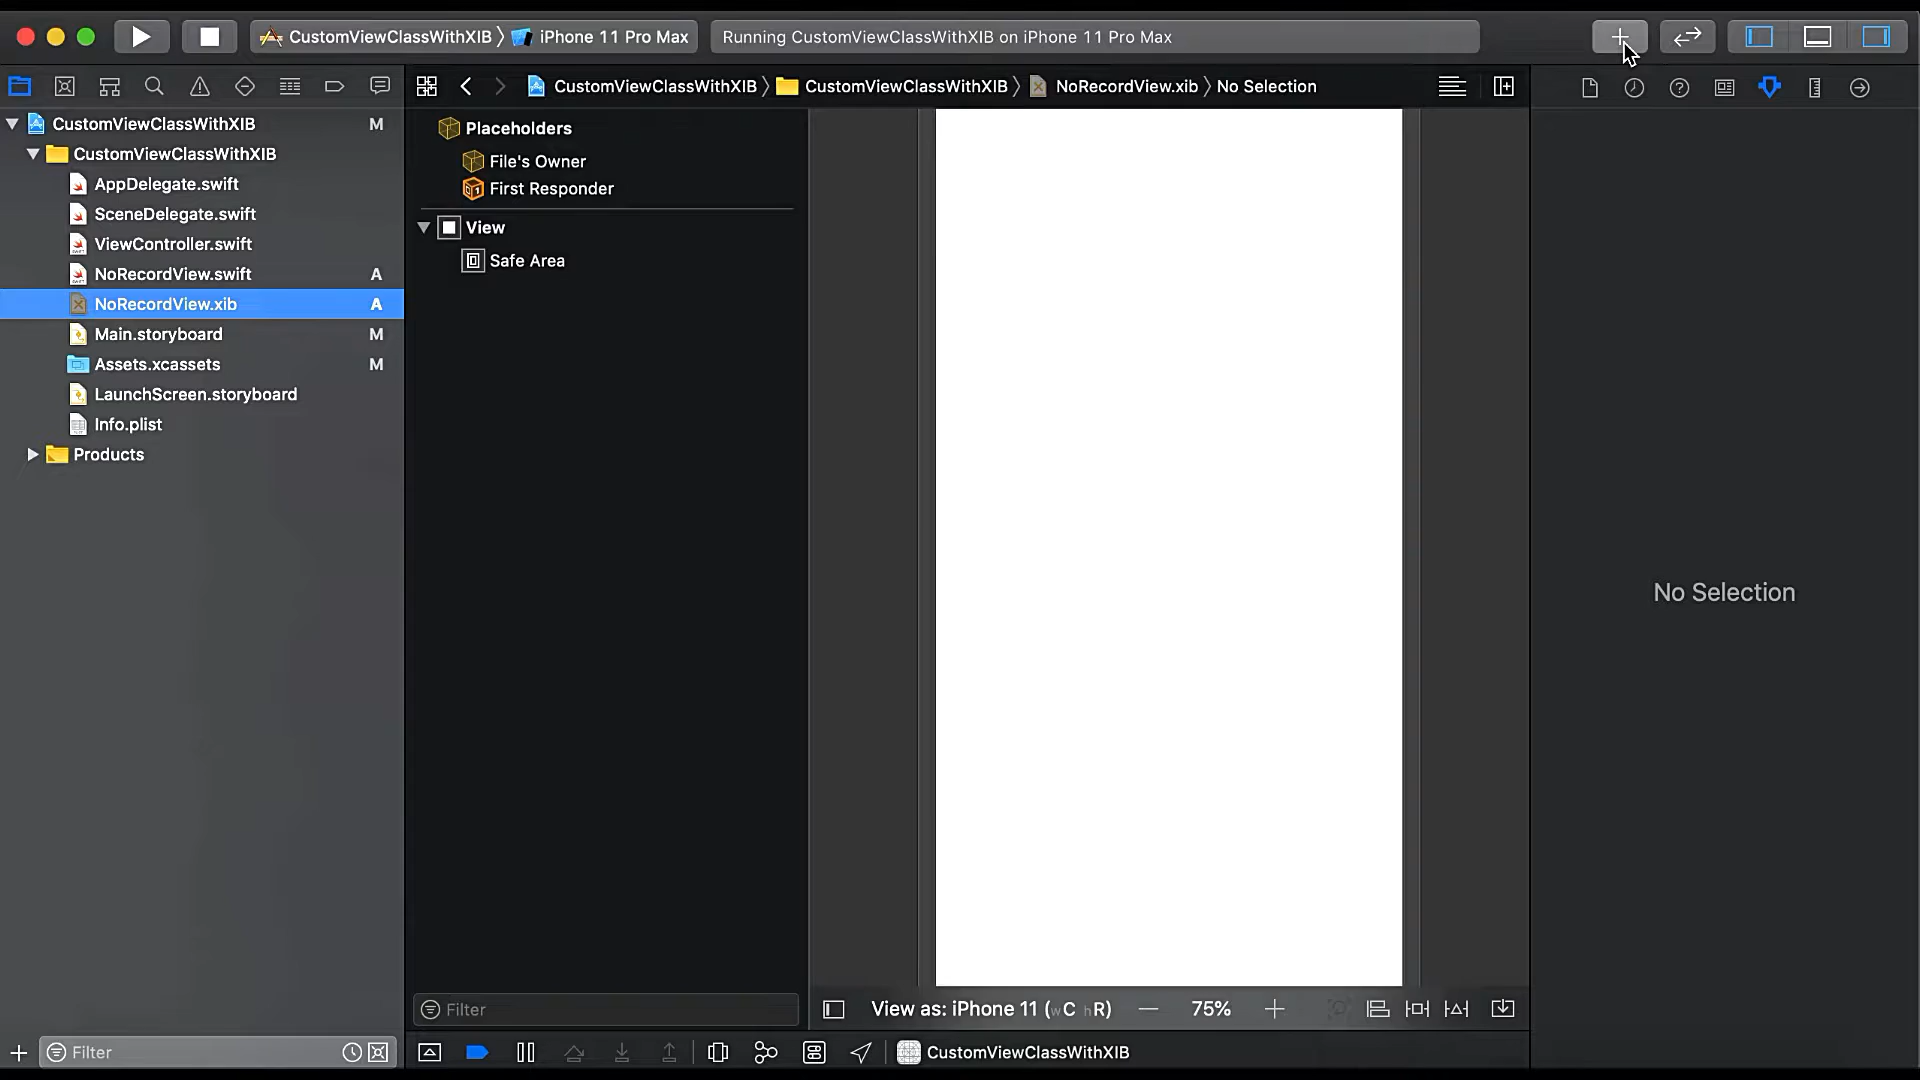 CustomViewClassWithXIB 〉 iPhone 11 Pro Max
Running CustomViewClassWithXIB on iPhone 11 Pro Max
CustomViewClassWithXIB 〉 CustomViewClassWithXIB 〉 NoRecordView.xib 〉 No Selection
CustomViewClassWithXIB M
CustomViewClassWithXIB
AppDelegate.swift
SceneDelegate.swift
ViewController.swift
NoRecordView.swift A
NoRecordView.xib A
Main.storyboard M
Assets.xcassets M
LaunchScreen.storyboard
Info.plist
Products
Filter
Placeholders
File's Owner
First Responder
View
Safe Area
Filter
View as: iPhone 11 (wC hR)
75%
CustomViewClassWithXIB
No Selection